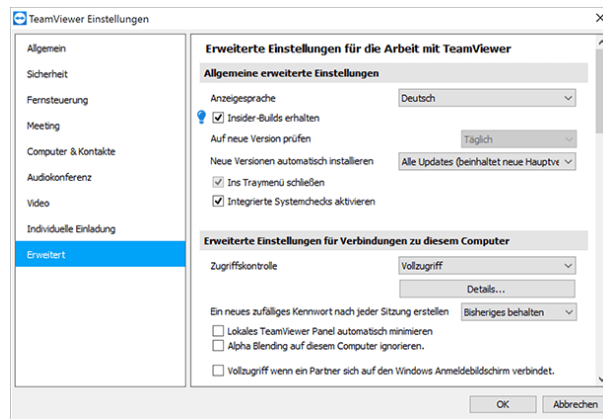 TeamViewer Einstellungen
Allgemein
Sicherheit
Fernsteuerung
Meeting
Computer & Kontakte
Audiokonferenz
Video
Individuelle Einladung
Erweitert
Erweiterte Einstellungen für die Arbeit mit TeamViewer
Allgemeine erweiterte Einstellungen
Anzeigesprache Deutsch
Insider-Builds erhalten
Auf neue Version prüfen Täglich
Neue Versionen automatisch installieren Alle Updates (beinhaltet neue Hauptve
Ins Traymenü schließen
Integrierte Systemchecks aktivieren
Erweiterte Einstellungen für Verbindungen zu diesem Computer
Zugriffskontrolle Vollzugriff
Details...
Ein neues zufälliges Kennwort nach jeder Sitzung erstellen Bisheriges behalten
Lokales TeamViewer Panel automatisch minimieren
Alpha Blending auf diesem Computer ignorieren.
Vollzugriff wenn ein Partner sich auf den Windows Anmeldebildschirm verbindet.
OK Abbrechen